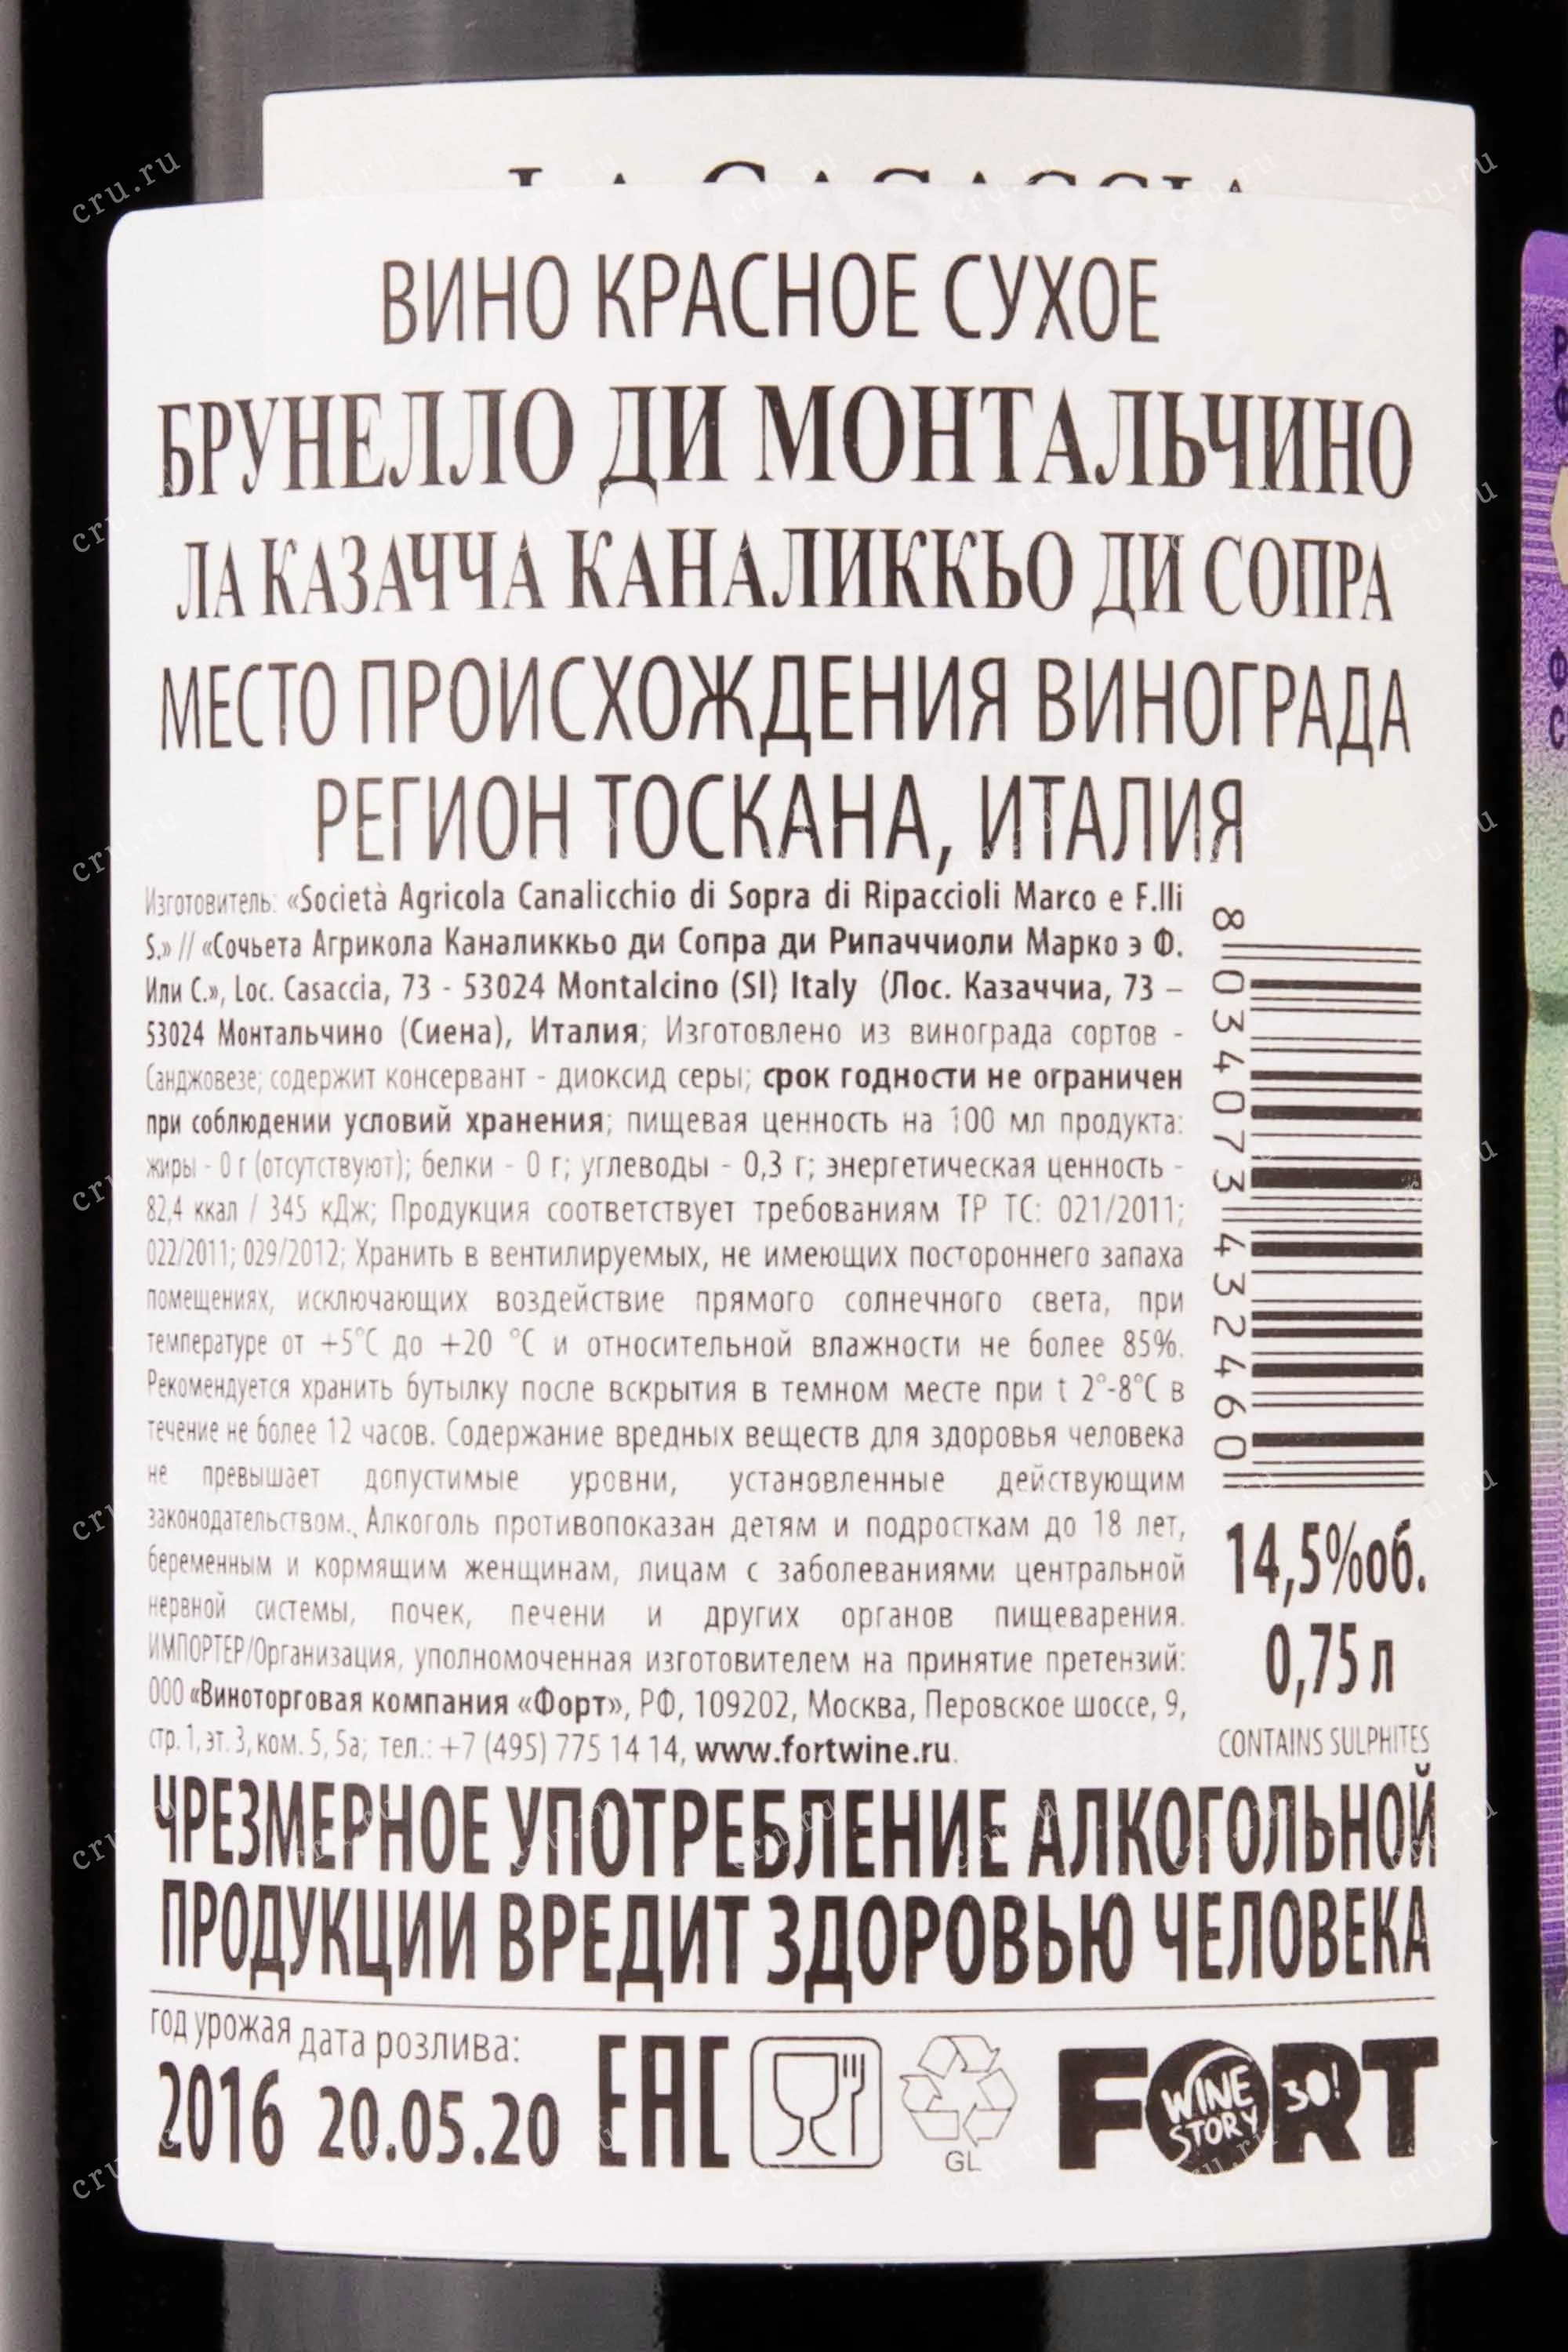 LA CASACCIA
ВИНО КРАСНОЕ СУХОЕ
БРУНЕЛЛО ДИ МОНТАЛЬЧИНО
ЛА КАЗАЧЧА КАНАЛИККЬО ДИ СОПРА
МЕСТО ПРОИСХОЖДЕНИЯ ВИНОГРАДА
РЕГИОН ТОСКАНА, ИТАЛИЯ
Изготовитель: «Società Agricola Canalicchio di Sopra di Ripaccioli Marco e F.lli
S.» // «Сочьета Агрикола Каналиккьо ди Сопра ди Рипаччиоли Марко э Ф.
Или С.», Loc. Casaccia, 73 - 53024 Montalcino (SI) Italy (Лос. Казаччиа, 73 –
53024 Монтальчино (Сиена), Италия; Изготовлено из винограда сортов -
Санджовезе; содержит консервант - диоксид серы; срок годности не ограничен
при соблюдении условий хранения; пищевая ценность на 100 мл продукта:
жиры - 0 г (отсутствуют); белки - 0 г; углеводы - 0,3 г; энергетическая ценность -
82,4 ккал / 345 кДж; Продукция соответствует требованиям ТР ТС: 021/2011;
022/2011; 029/2012; Хранить в вентилируемых, не имеющих постороннего запаха
помещениях, исключающих воздействие прямого солнечного света, при
температуре от +5°С до +20 °С и относительной влажности не более 85%.
Рекомендуется хранить бутылку после вскрытия в темном месте при t 2°-8°С в
течение не более 12 часов. Содержание вредных веществ для здоровья человека
не превышает допустимые уровни, установленные действующим
законодательством., Алкоголь противопоказан детям и подросткам до 18 лет,
беременным и кормящим женщинам, лицам с заболеваниями центральной
нервной системы, почек, печени и других органов пищеварения.
ИМПОРТЕР/Организация, уполномоченная изготовителем на принятие претензий:
ООО «Виноторговая компания «Форт», РФ, 109202, Москва, Перовское шоссе, 9,
стр. 1, эт. 3, ком. 5, 5а; тел.: +7 (495) 775 14 14, www.fortwine.ru.
8 034073 432460
14,5%об.
0,75 л
CONTAINS SULPHITES
ЧРЕЗМЕРНОЕ УПОТРЕБЛЕНИЕ АЛКОГОЛЬНОЙ
ПРОДУКЦИИ ВРЕДИТ ЗДОРОВЬЮ ЧЕЛОВЕКА
год урожая дата розлива:
2016 20.05.20
ЕАС
GL
FORT
WINE STORY 30!
cru.ru